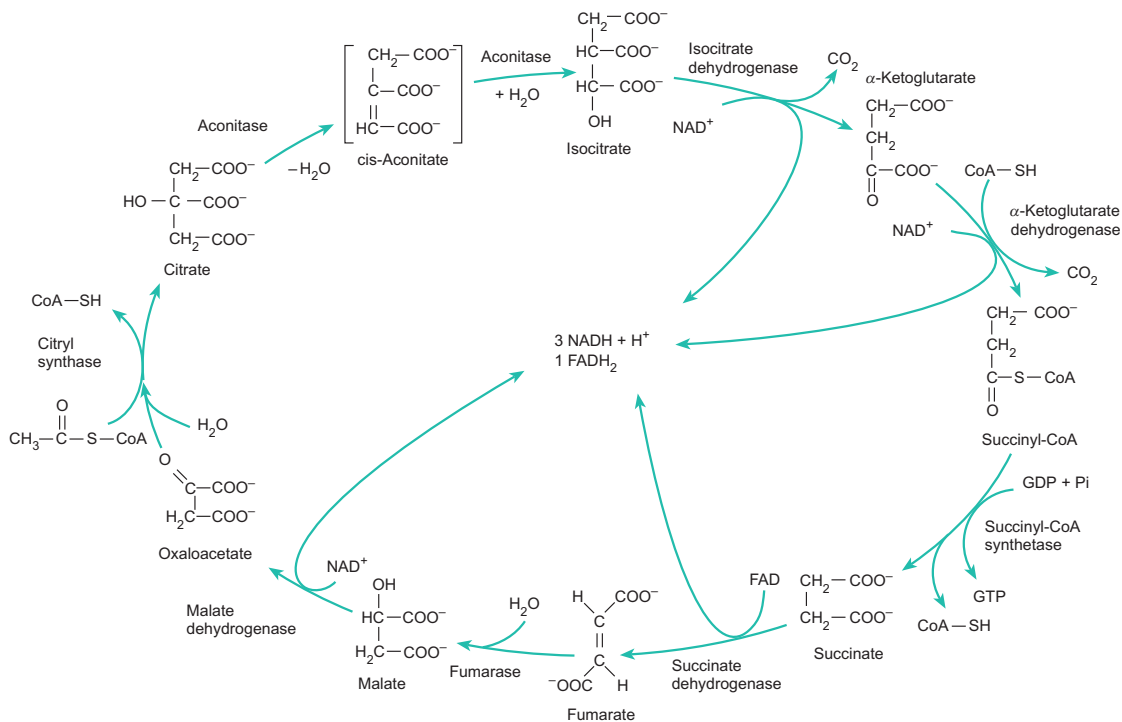 CH₂—COO⁻
C—COO⁻
HC—COO⁻
cis-Aconitate
Aconitase
+ H₂O
CH₂—COO⁻
HC—COO⁻
HC—COO⁻
OH
Isocitrate
Isocitrate
dehydrogenase
NAD⁺
CO₂
α-Ketoglutarate
CH₂—COO⁻
CH₂
C—COO⁻
O
CoA—SH
NAD⁺
α-Ketoglutarate
dehydrogenase
CO₂
CH₂— COO⁻
CH₂
C—S—CoA
O
Succinyl-CoA
GDP + Pi
Succinyl-CoA
synthetase
GTP
CoA—SH
CH₂—COO⁻
CH₂—COO⁻
Succinate
FAD
Succinate
dehydrogenase
H COO⁻
C
C
⁻OOC H
Fumarate
H₂O
Fumarase
OH
HC—COO⁻
H₂C—COO⁻
Malate
NAD⁺
Malate
dehydrogenase
O
C—COO⁻
H₂C—COO⁻
Oxaloacetate
O
CH₃—C—S—CoA
H₂O
Citryl
synthase
CoA—SH
CH₂—COO⁻
HO—C—COO⁻
CH₂—COO⁻
Citrate
Aconitase
–H₂O
3 NADH + H⁺
1 FADH₂